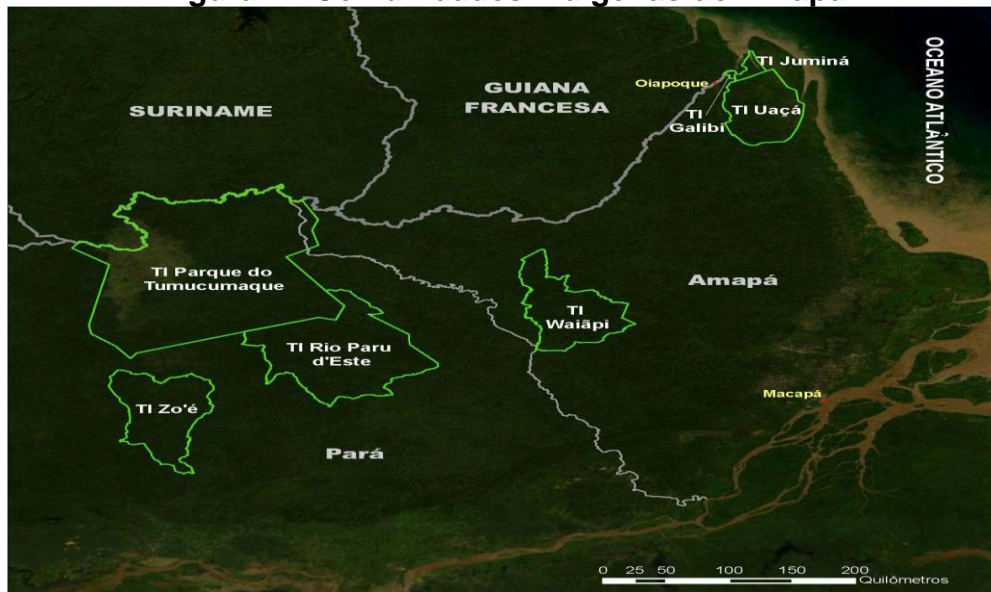 SURINAME
GUIANA
FRANCESA
Oiapoque
TI Juminá
TI Uaçá
TI
Galibi
OCEANO ATLÂNTICO
TI Parque do
Tumucumaque
TI Rio Paru
d'Este
TI Zo'é
TI
Waiãpi
Amapá
Macapá
Pará
0 25 50 100 150 200
Quilômetros